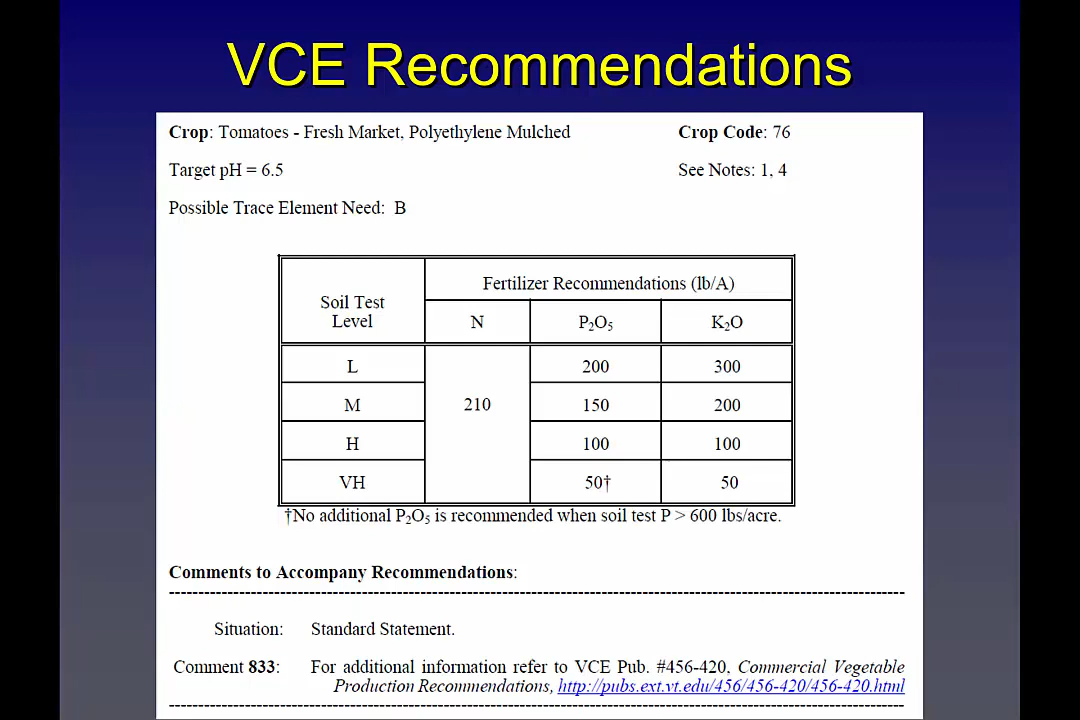 VCE Recommendations
Crop: Tomatoes - Fresh Market, Polyethylene Mulched Crop Code: 76
Target pH = 6.5 See Notes: 1, 4
Possible Trace Element Need: B
Fertilizer Recommendations (lb/A)
Soil Test
Level
N P₂O₅ K₂O
L 200 300
M 210 150 200
H 100 100
VH 50† 50
†No additional P₂O₅ is recommended when soil test P > 600 lbs/acre.
Comments to Accompany Recommendations:
Situation: Standard Statement.
Comment 833: For additional information refer to VCE Pub. #456-420, Commercial Vegetable
Production Recommendations, http://pubs.ext.vt.edu/456/456-420/456-420.html